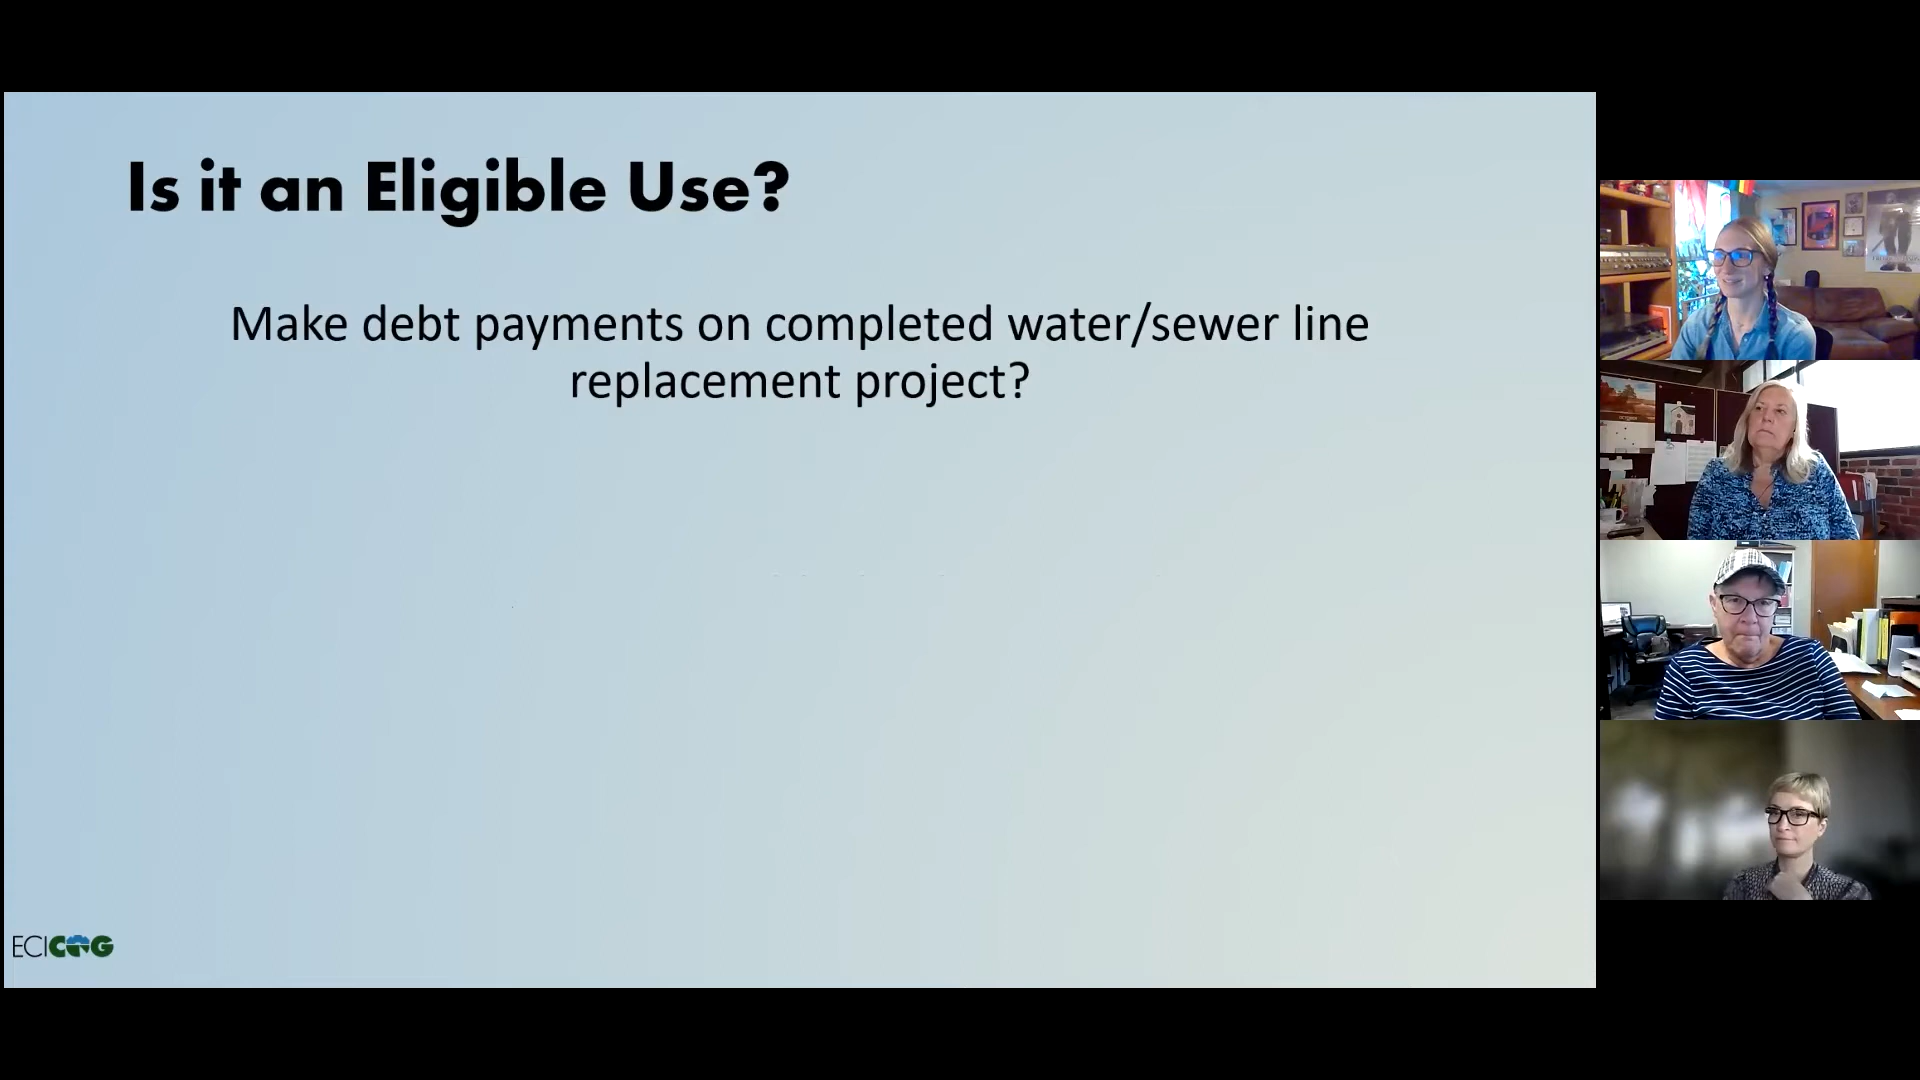 Is it an Eligible Use?
Make debt payments on completed water/sewer line
replacement project?
ECICOG